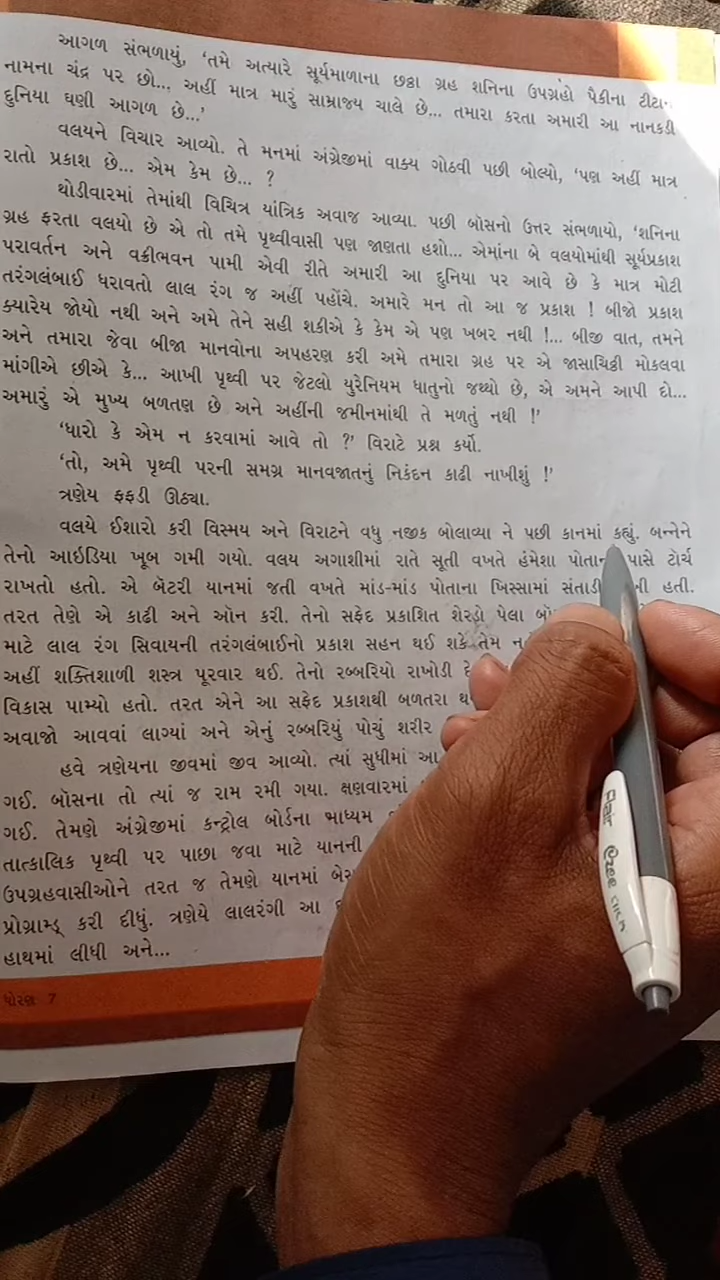 આગળ સંભળાયું, ‘તમે અત્યારે સૂર્યમાળાના છઠ્ઠા ગ્રહ શનિના ઉપગ્રહો પૈકીના ટીટાન
નામના ચંદ્ર પર છો... અહીં માત્ર મારું સામ્રાજ્ય ચાલે છે... તમારા કરતા અમારી આ નાનકડી
દુનિયા ઘણી આગળ છે...’
વલયને વિચાર આવ્યો. તે મનમાં અંગ્રેજીમાં વાક્ય ગોઠવી પછી બોલ્યો, ‘પણ અહીં માત્ર
રાતો પ્રકાશ છે... એમ કેમ છે... ?
થોડીવારમાં તેમાંથી વિચિત્ર યાંત્રિક અવાજ આવ્યા. પછી બૉસનો ઉત્તર સંભળાયો, ‘શનિના
ગ્રહ ફરતા વલયો છે એ તો તમે પૃથ્વીવાસી પણ જાણતા હશો... એમાંના બે વલયોમાંથી સૂર્યપ્રકાશ
પરાવર્તન અને વક્રીભવન પામી એવી રીતે અમારી આ દુનિયા પર આવે છે કે માત્ર મોટી
તરંગલંબાઈ ધરાવતો લાલ રંગ જ અહીં પહોંચે. અમારે મન તો આ જ પ્રકાશ ! બીજો પ્રકાશ
ક્યારેય જોયો નથી અને અમે તેને સહી શકીએ કે કેમ એ પણ ખબર નથી !... બીજી વાત, તમને
અને તમારા જેવા બીજા માનવોના અપહરણ કરી અમે તમારા ગ્રહ પર એ જાસાચિઠ્ઠી મોકલવા
માંગીએ છીએ કે... આખી પૃથ્વી પર જેટલો યુરેનિયમ ધાતુનો જથ્થો છે, એ અમને આપી દો...
અમારું એ મુખ્ય બળતણ છે અને અહીંની જમીનમાંથી તે મળતું નથી !’
‘ધારો કે એમ ન કરવામાં આવે તો ?’ વિરાટે પ્રશ્ન કર્યો.
‘તો, અમે પૃથ્વી પરની સમગ્ર માનવજાતનું નિકંદન કાઢી નાખીશું !’
ત્રણેય ફફડી ઊઠ્યા.
વલયે ઈશારો કરી વિસ્મય અને વિરાટને વધુ નજીક બોલાવ્યા ને પછી કાનમાં કહ્યું. બન્નેને
તેનો આઈડિયા ખૂબ ગમી ગયો. વલય અગાશીમાં રાતે સૂતી વખતે હંમેશા પોતાની પાસે ટૉર્ચ
રાખતો હતો. એ બૅટરી યાનમાં જતી વખતે માંડ-માંડ પોતાના ખિસ્સામાં સંતાડી હતી.
તરત તેણે એ કાઢી અને ઑન કરી. તેનો સફેદ પ્રકાશિત શેરડો પેલા
માટે લાલ રંગ સિવાયની તરંગલંબાઈનો પ્રકાશ સહન થઈ શકે તેમ
અહીં શક્તિશાળી શસ્ત્ર પૂરવાર થઈ. તેનો રબ્બરિયો રાખોડી
વિકાસ પામ્યો હતો. તરત એને આ સફેદ પ્રકાશથી બળતરા
અવાજો આવવાં લાગ્યાં અને એનું રબ્બરિયું પોચું શરીર
હવે ત્રણેયના જીવમાં જીવ આવ્યો. ત્યાં સુધીમાં આ
ગઈ. બૉસના તો ત્યાં જ રામ રમી ગયા. ક્ષણવારમાં
ગઈ. તેમણે અંગ્રેજીમાં કન્ટ્રોલ બોર્ડના માધ્યમ
તાત્કાલિક પૃથ્વી પર પાછા જવા માટે યાનની
ઉપગ્રહવાસીઓને તરત જ તેમણે યાનમાં
પ્રોગ્રામ્ડ્ કરી દીધું. ત્રણેયે લાલરંગી આ
હાથમાં લીધી અને...
ધોરણ 7